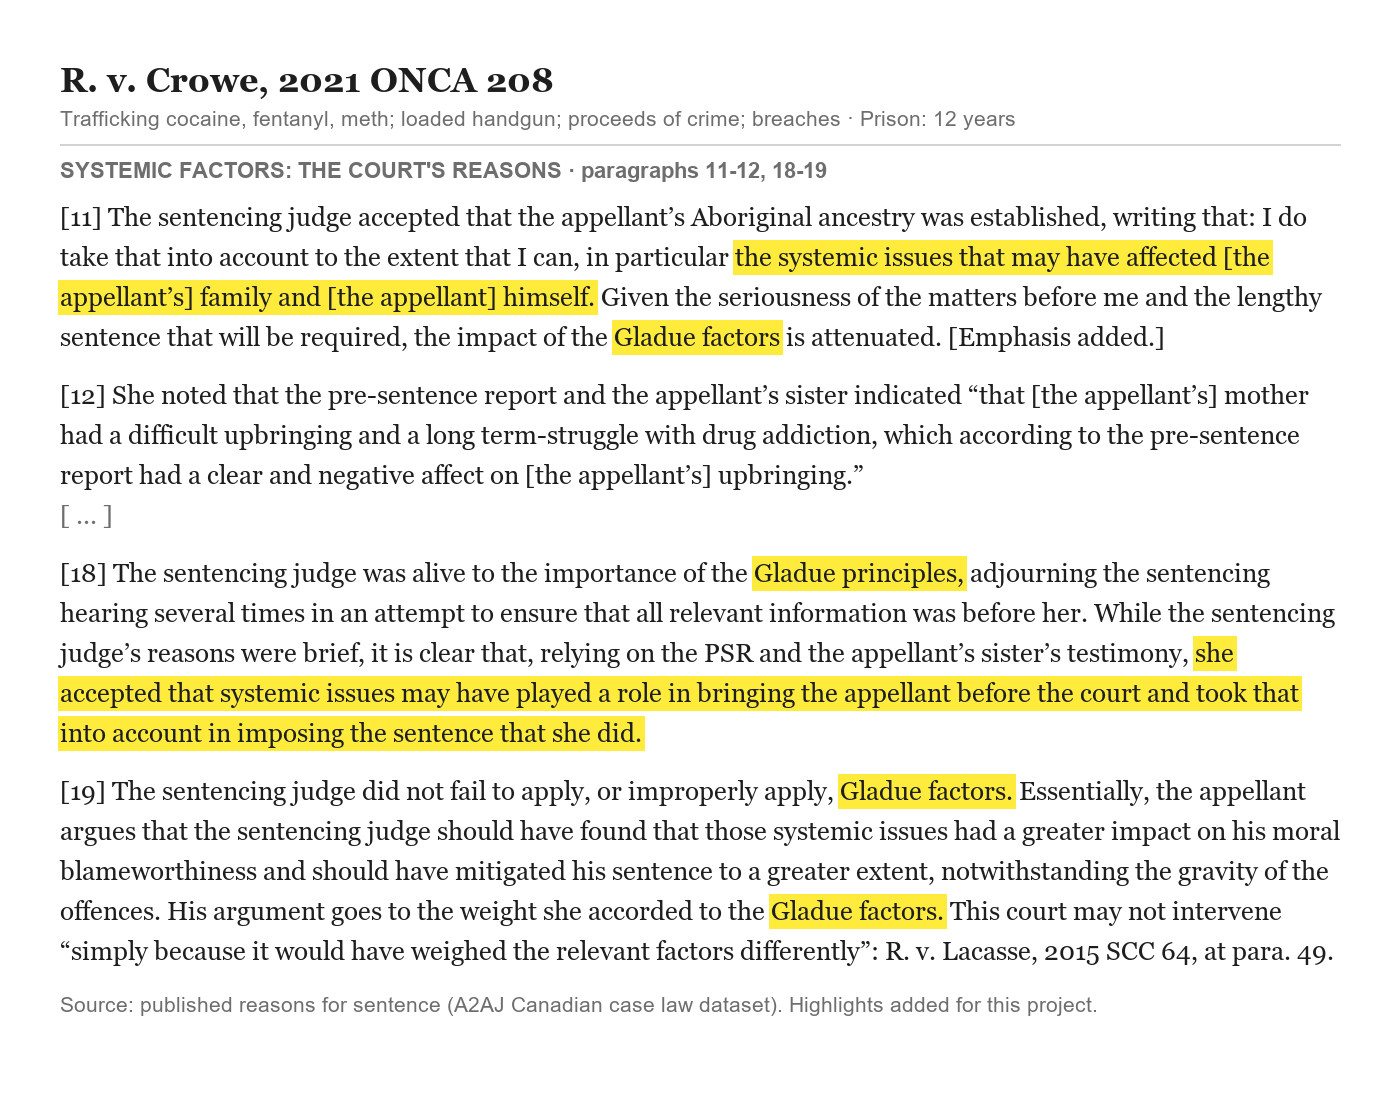 R. v. Crowe, 2021 ONCA 208
Trafficking cocaine, fentanyl, meth; loaded handgun; proceeds of crime; breaches · Prison: 12 years
SYSTEMIC FACTORS: THE COURT'S REASONS · paragraphs 11-12, 18-19
[11] The sentencing judge accepted that the appellant’s Aboriginal ancestry was established, writing that: I do
take that into account to the extent that I can, in particular the systemic issues that may have affected [the
appellant’s] family and [the appellant] himself. Given the seriousness of the matters before me and the lengthy
sentence that will be required, the impact of the Gladue factors is attenuated. [Emphasis added.]
[12] She noted that the pre-sentence report and the appellant’s sister indicated “that [the appellant’s] mother
had a difficult upbringing and a long term-struggle with drug addiction, which according to the pre-sentence
report had a clear and negative affect on [the appellant’s] upbringing.”
[ ... ]
[18] The sentencing judge was alive to the importance of the Gladue principles, adjourning the sentencing
hearing several times in an attempt to ensure that all relevant information was before her. While the sentencing
judge’s reasons were brief, it is clear that, relying on the PSR and the appellant’s sister’s testimony, she
accepted that systemic issues may have played a role in bringing the appellant before the court and took that
into account in imposing the sentence that she did.
[19] The sentencing judge did not fail to apply, or improperly apply, Gladue factors. Essentially, the appellant
argues that the sentencing judge should have found that those systemic issues had a greater impact on his moral
blameworthiness and should have mitigated his sentence to a greater extent, notwithstanding the gravity of the
offences. His argument goes to the weight she accorded to the Gladue factors. This court may not intervene
“simply because it would have weighed the relevant factors differently”: R. v. Lacasse, 2015 SCC 64, at para. 49.
Source: published reasons for sentence (A2AJ Canadian case law dataset). Highlights added for this project.